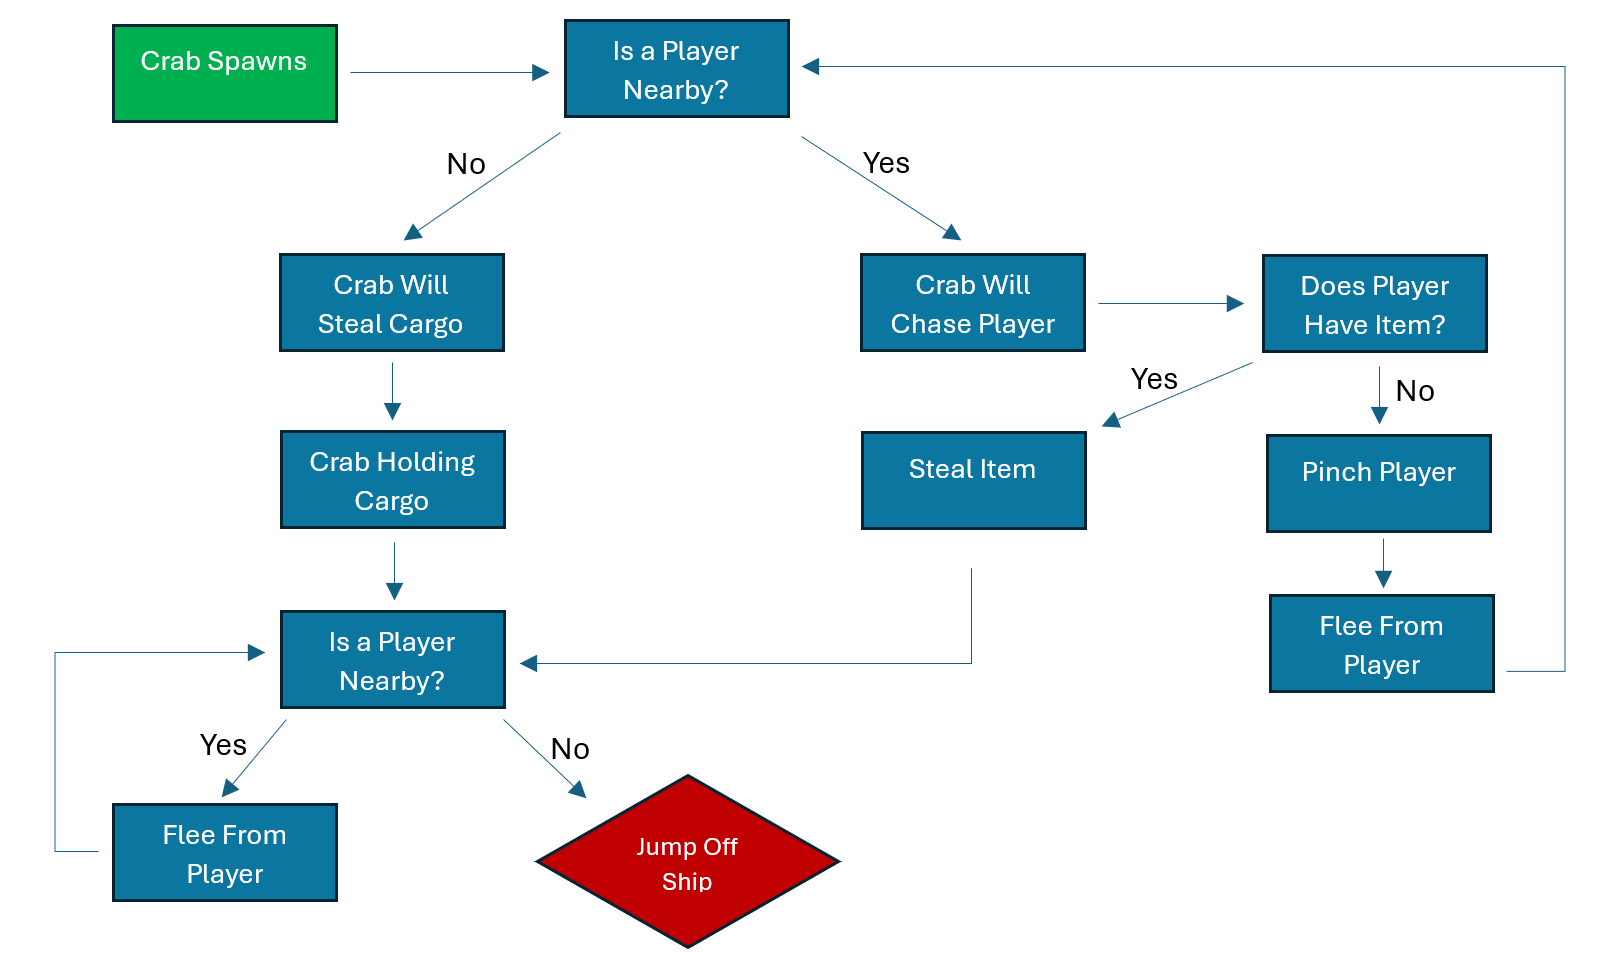 Crab Spawns
Is a Player
Nearby?
No
Yes
Crab Will
Steal Cargo
Crab Will
Chase Player
Does Player
Have Item?
Yes
No
Crab Holding
Cargo
Steal Item
Pinch Player
Is a Player
Nearby?
Flee From
Player
Yes
No
Flee From
Player
Jump Off
Ship